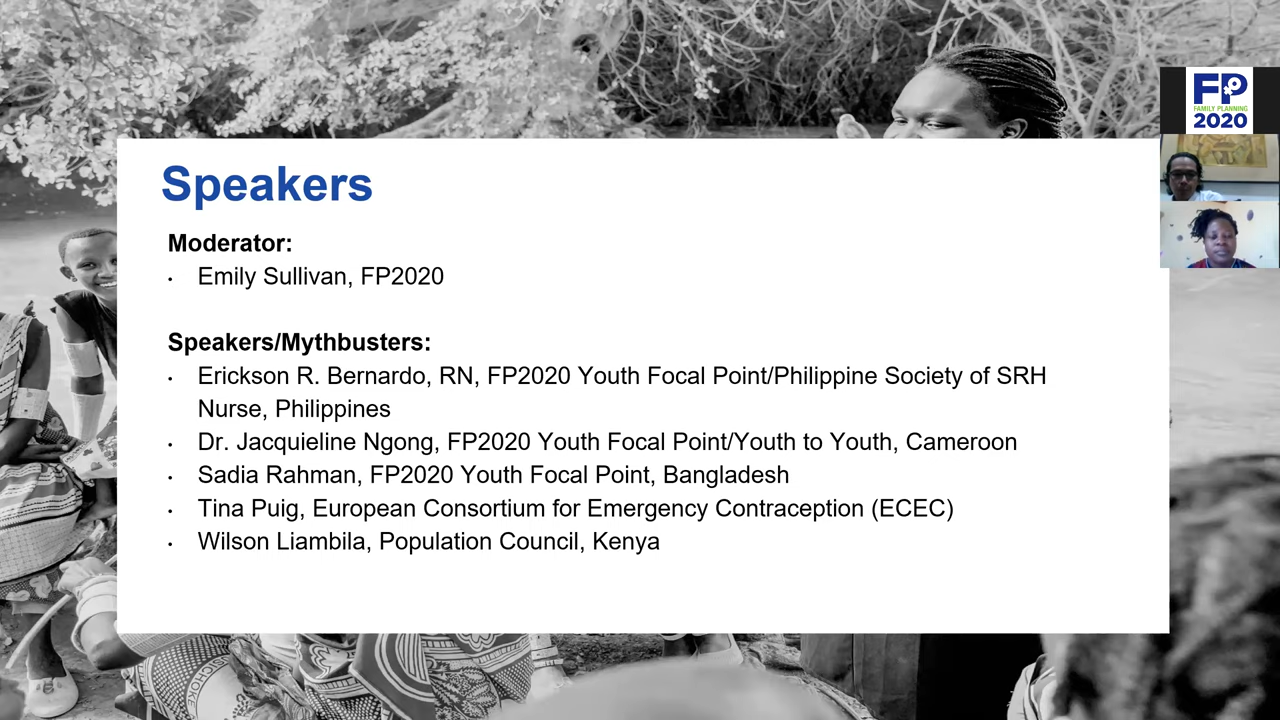 Speakers
Moderator:
• Emily Sullivan, FP2020
Speakers/Mythbusters:
• Erickson R. Bernardo, RN, FP2020 Youth Focal Point/Philippine Society of SRH
Nurse, Philippines
• Dr. Jacquieline Ngong, FP2020 Youth Focal Point/Youth to Youth, Cameroon
• Sadia Rahman, FP2020 Youth Focal Point, Bangladesh
• Tina Puig, European Consortium for Emergency Contraception (ECEC)
• Wilson Liambila, Population Council, Kenya
FP
FAMILY PLANNING
2020